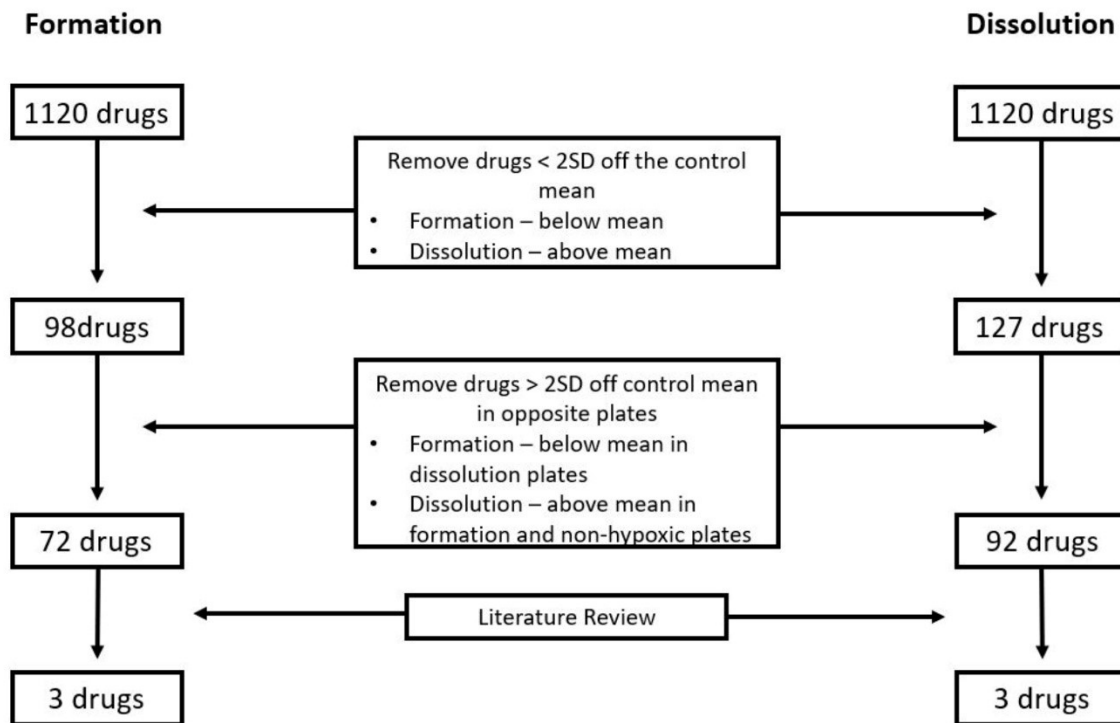 Formation
Dissolution
1120 drugs
1120 drugs
Remove drugs < 2SD off the control
mean
• Formation – below mean
• Dissolution – above mean
98drugs
127 drugs
Remove drugs > 2SD off control mean
in opposite plates
• Formation – below mean in
dissolution plates
• Dissolution – above mean in
formation and non-hypoxic plates
72 drugs
92 drugs
Literature Review
3 drugs
3 drugs